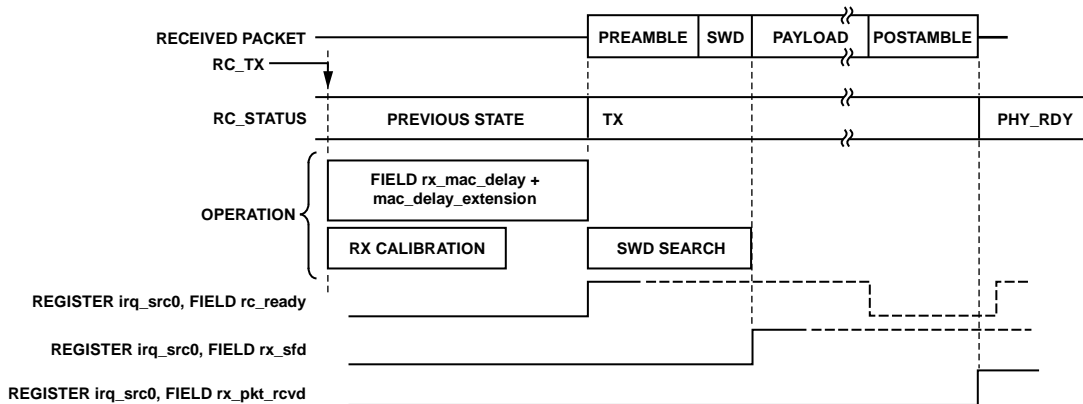 RECEIVED PACKET
PREAMBLE
SWD
PAYLOAD
POSTAMBLE
RC_TX
RC_STATUS
PREVIOUS STATE
TX
PHY_RDY
OPERATION
FIELD rx_mac_delay +
mac_delay_extension
RX CALIBRATION
SWD SEARCH
REGISTER irq_src0, FIELD rc_ready
REGISTER irq_src0, FIELD rx_sfd
REGISTER irq_src0, FIELD rx_pkt_rcvd